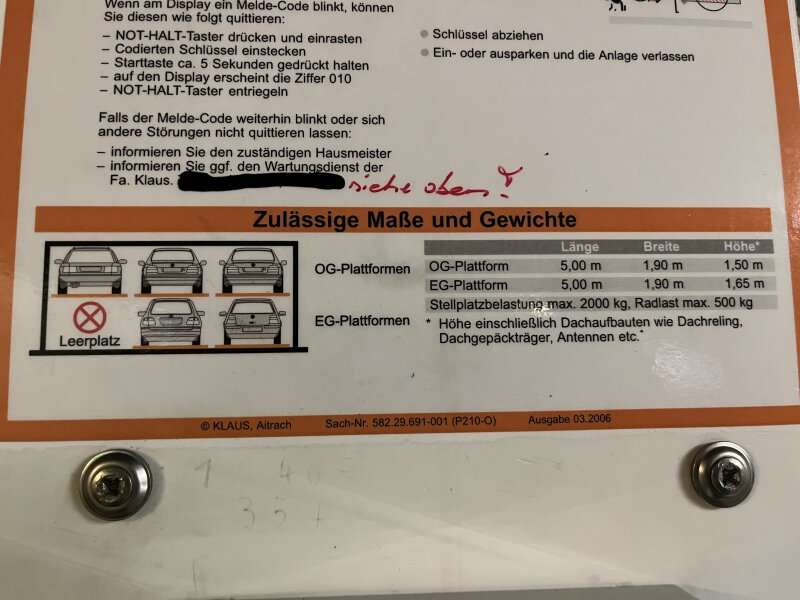 Wenn am Display ein Melde-Code blinkt, können
Sie diesen wie folgt quittieren:
– NOT-HALT-Taster drücken und einrasten
– Codierten Schlüssel einstecken
– Starttaste ca. 5 Sekunden gedrückt halten
– auf den Display erscheint die Ziffer 010
– NOT-HALT-Taster entriegeln
Falls der Melde-Code weiterhin blinkt oder sich
andere Störungen nicht quittieren lassen:
– informieren Sie den zuständigen Hausmeister
– informieren Sie ggf. den Wartungsdienst der
Fa. Klaus. siehe oben!
Schlüssel abziehen
Ein- oder ausparken und die Anlage verlassen
Zulässige Maße und Gewichte
Leerplatz
OG-Plattformen
EG-Plattformen
Länge Breite Höhe*
OG-Plattform 5,00 m 1,90 m 1,50 m
EG-Plattform 5,00 m 1,90 m 1,65 m
Stellplatzbelastung max. 2000 kg, Radlast max. 500 kg
* Höhe einschließlich Dachaufbauten wie Dachreling,
Dachgepäckträger, Antennen etc.
© KLAUS, Aitrach Sach-Nr. 582.29.691-001 (P210-O) Ausgabe 03.2006